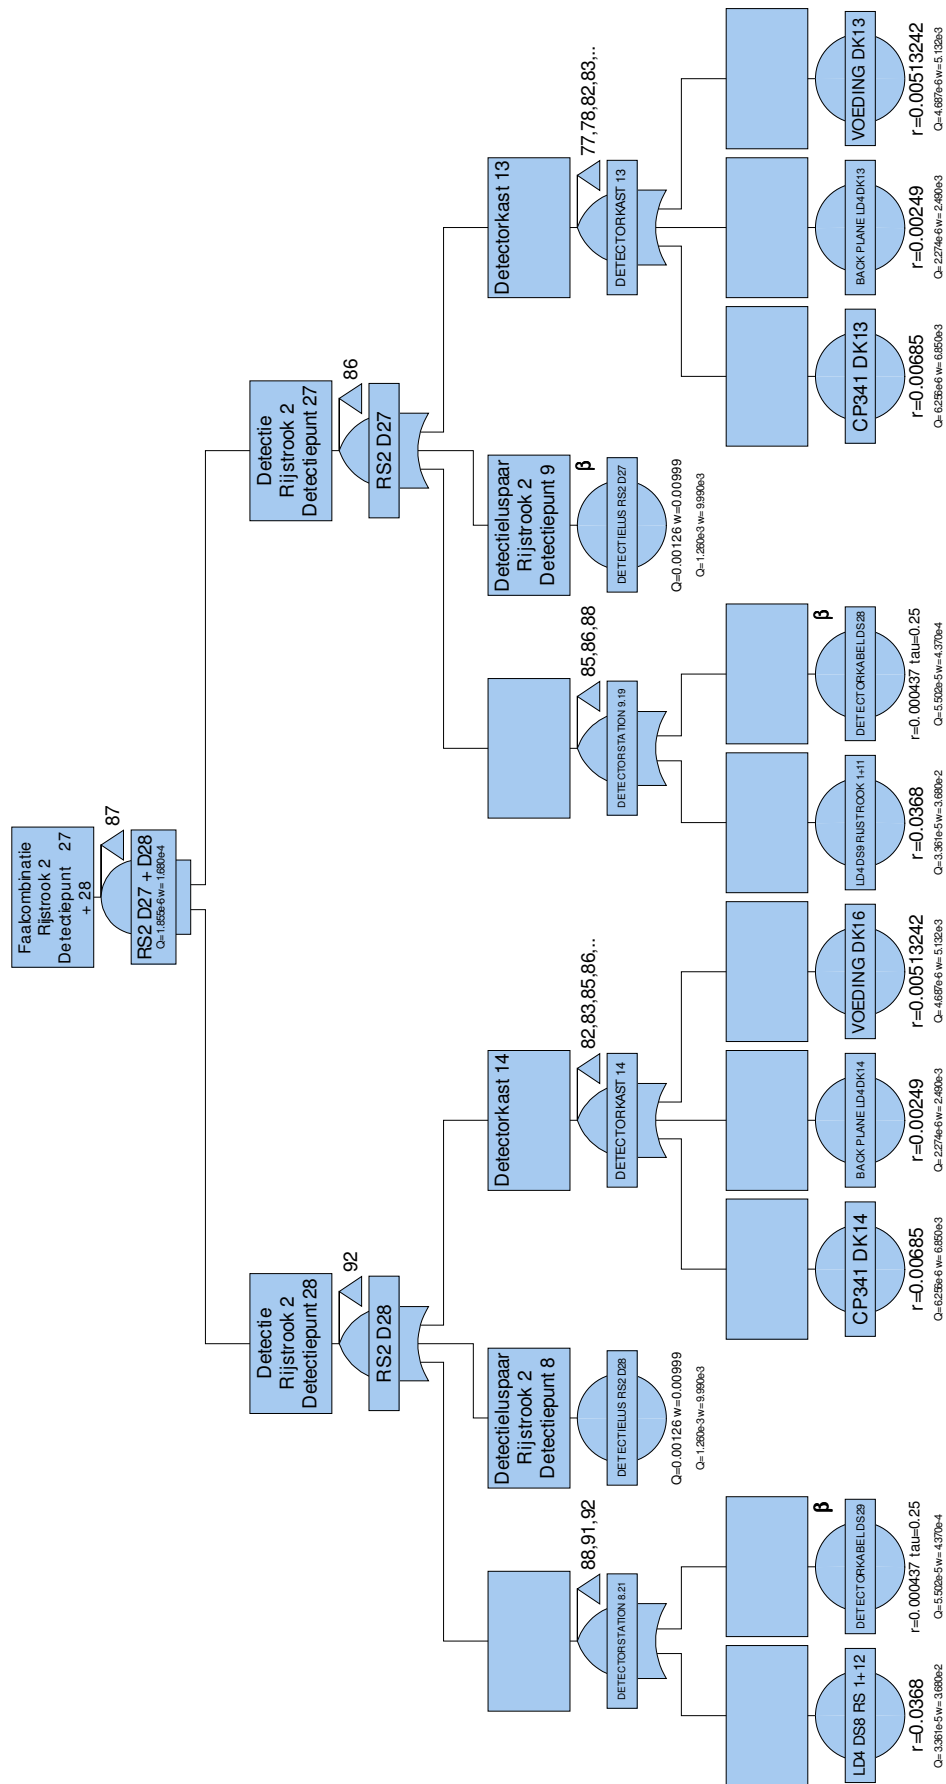 Faalcombinatie
Rijstrook 2
Detectiepunt 27
+ 28
87
RS2 D27 + D28
Q=1.855e-6 w=1.680e-4
Detectie
Rijstrook 2
Detectiepunt 28
92
RS2 D28
Detectie
Rijstrook 2
Detectiepunt 27
86
RS2 D27
88,91,92
DETECTORSTATION 8.21
Detectieluspaar
Rijstrook 2
Detectiepunt 8
DETECTIELUS RS2 D28
Q=0.00126 w=0.00999
Q=1.260e-3 w=9.990e-3
Detectorkast 14
82,83,85,86,..
DETECTORKAST 14
85,86,88
DETECTORSTATION 9.19
Detectieluspaar
Rijstrook 2
Detectiepunt 9
β
DETECTIELUS RS2 D27
Q=0.00126 w=0.00999
Q=1.260e-3 w=9.990e-3
Detectorkast 13
77,78,82,83,..
DETECTORKAST 13
LD4 DS8 RS 1+12
r=0.0368
Q=3.361e-5 w=3.680e-2
β
DETECTORKABEL DS29
r=0.000437 tau=0.25
Q=5.502e-5 w=4.370e-4
CP341 DK14
r=0.00685
Q=6.256e-6 w=6.850e-3
BACK PLANE LD4 DK14
r=0.00249
Q=2.274e-6 w=2.490e-3
VOEDING DK16
r=0.00513242
Q=4.687e-6 w=5.132e-3
LD4 DS9 RIJSTROOK 1+11
r=0.0368
Q=3.361e-5 w=3.680e-2
β
DETECTORKABEL DS28
r=0.000437 tau=0.25
Q=5.502e-5 w=4.370e-4
CP341 DK13
r=0.00685
Q=6.256e-6 w=6.850e-3
BACK PLANE LD4 DK13
r=0.00249
Q=2.274e-6 w=2.490e-3
VOEDING DK13
r=0.00513242
Q=4.687e-6 w=5.132e-3